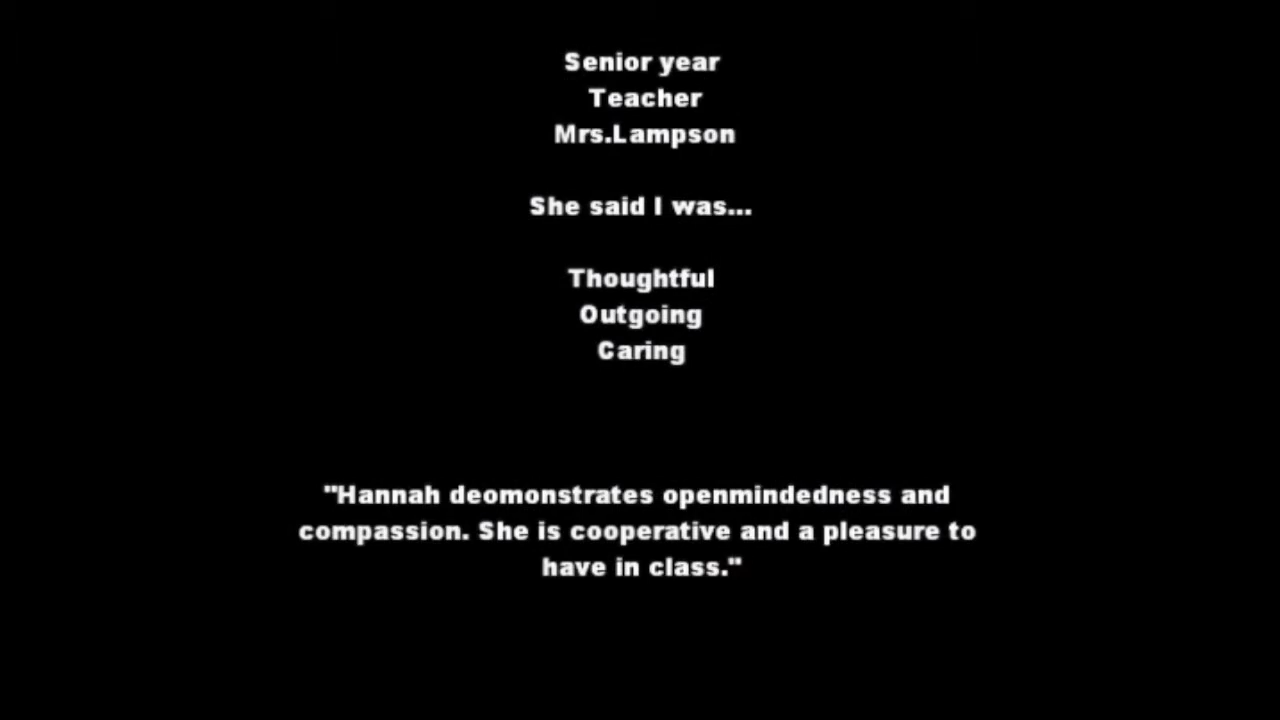 Senior year
Teacher
Mrs.Lampson
She said I was...
Thoughtful
Outgoing
Caring
"Hannah deomonstrates openmindedness and
compassion. She is cooperative and a pleasure to
have in class."